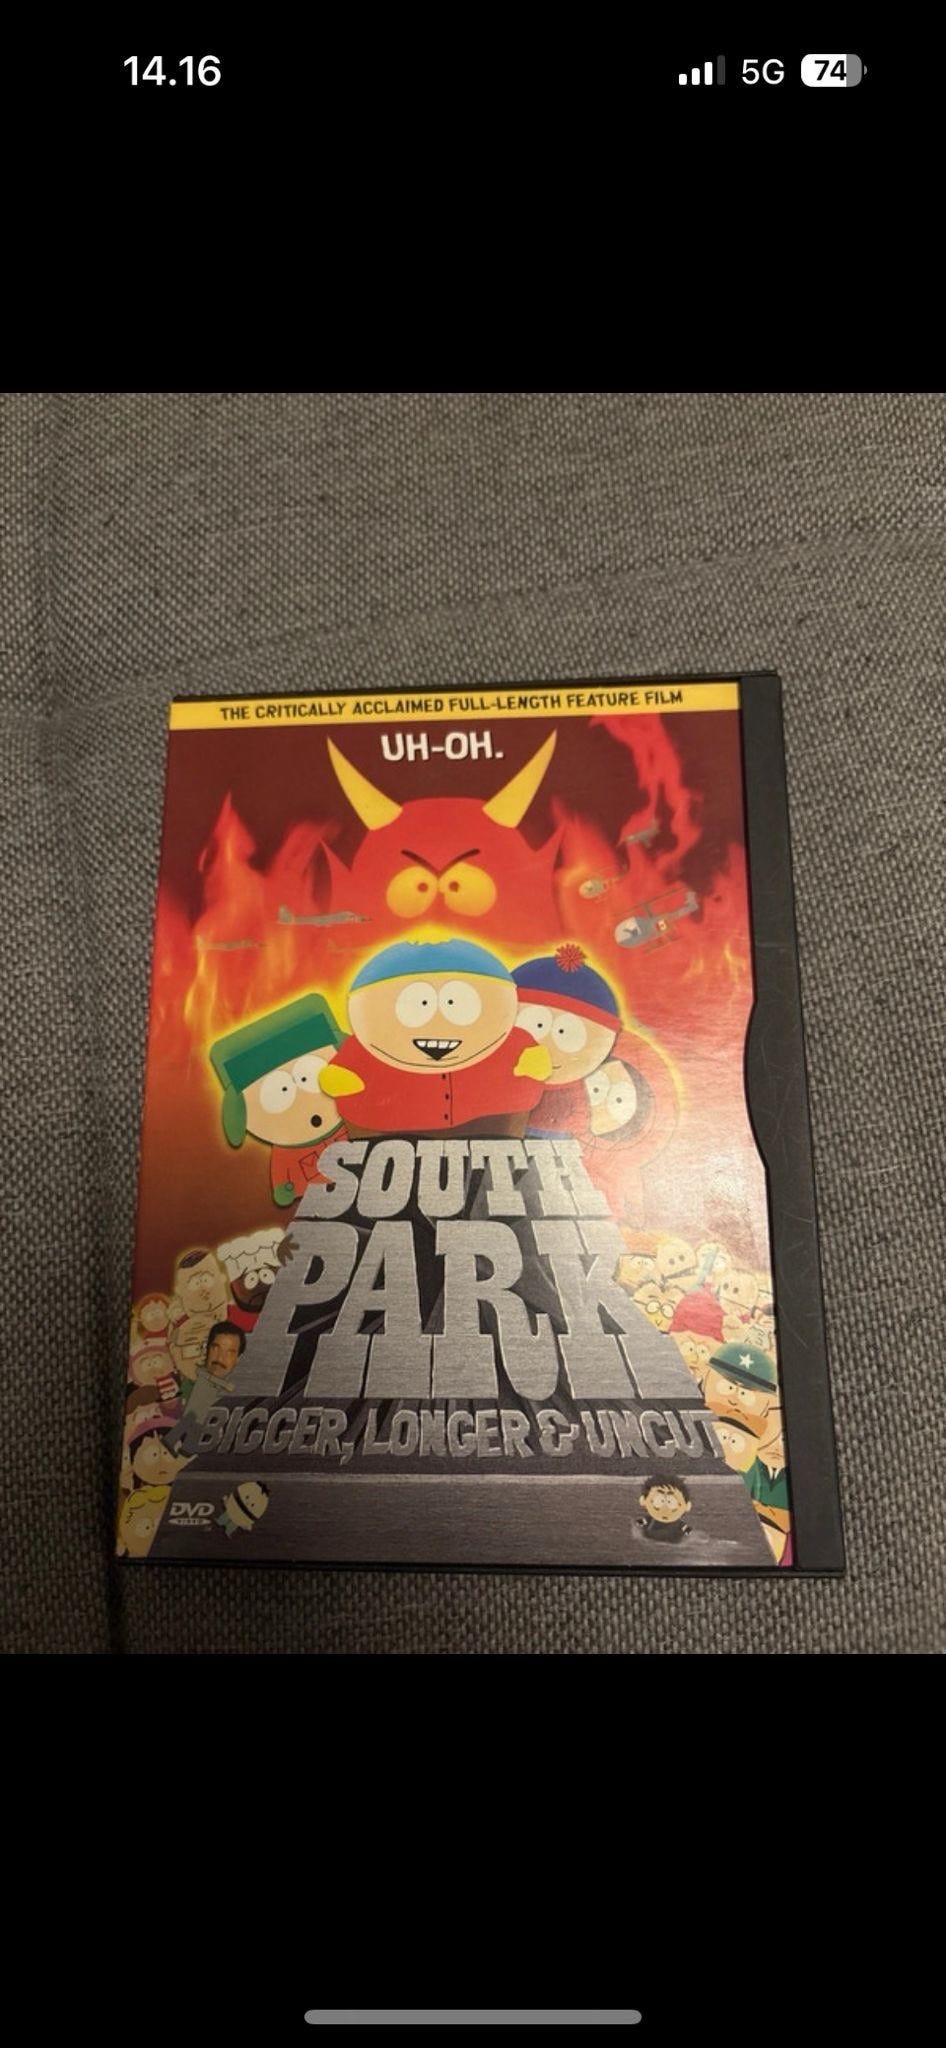 14.16
5G
74
THE CRITICALLY ACCLAIMED FULL-LENGTH FEATURE FILM
UH-OH.
SOUTH
PARK
BIGGER, LONGER & UNCUT
DVD
VIDEO